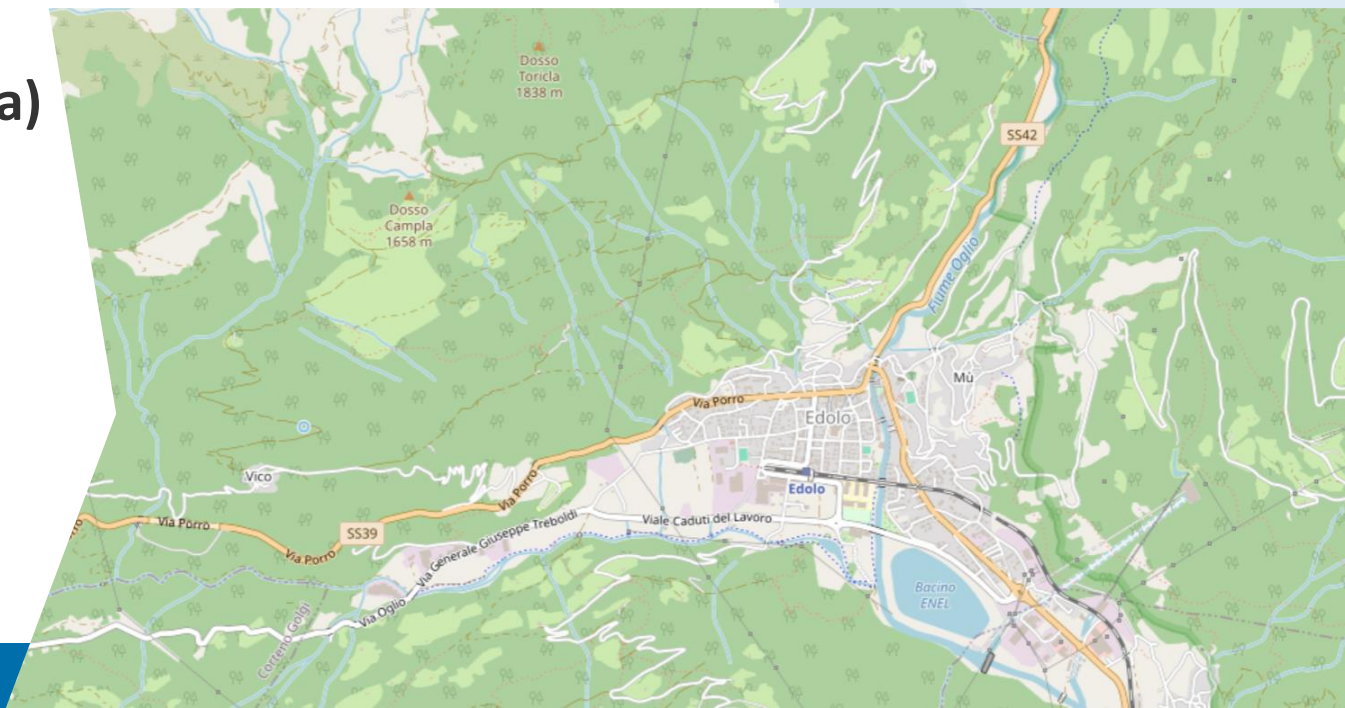 a)
Dosso
Toricla
1838 m
SS42
Dosso
Campla
1658 m
Fiume Oglio
Mù
Via Porro
Edolo
Vico
Via Porro
Edolo
Via Porro
SS39
Via Porro
Via Generale Giuseppe Treboldi
Viale Caduti del Lavoro
Bacino
ENEL
Via Oglio
Corteno Golgi